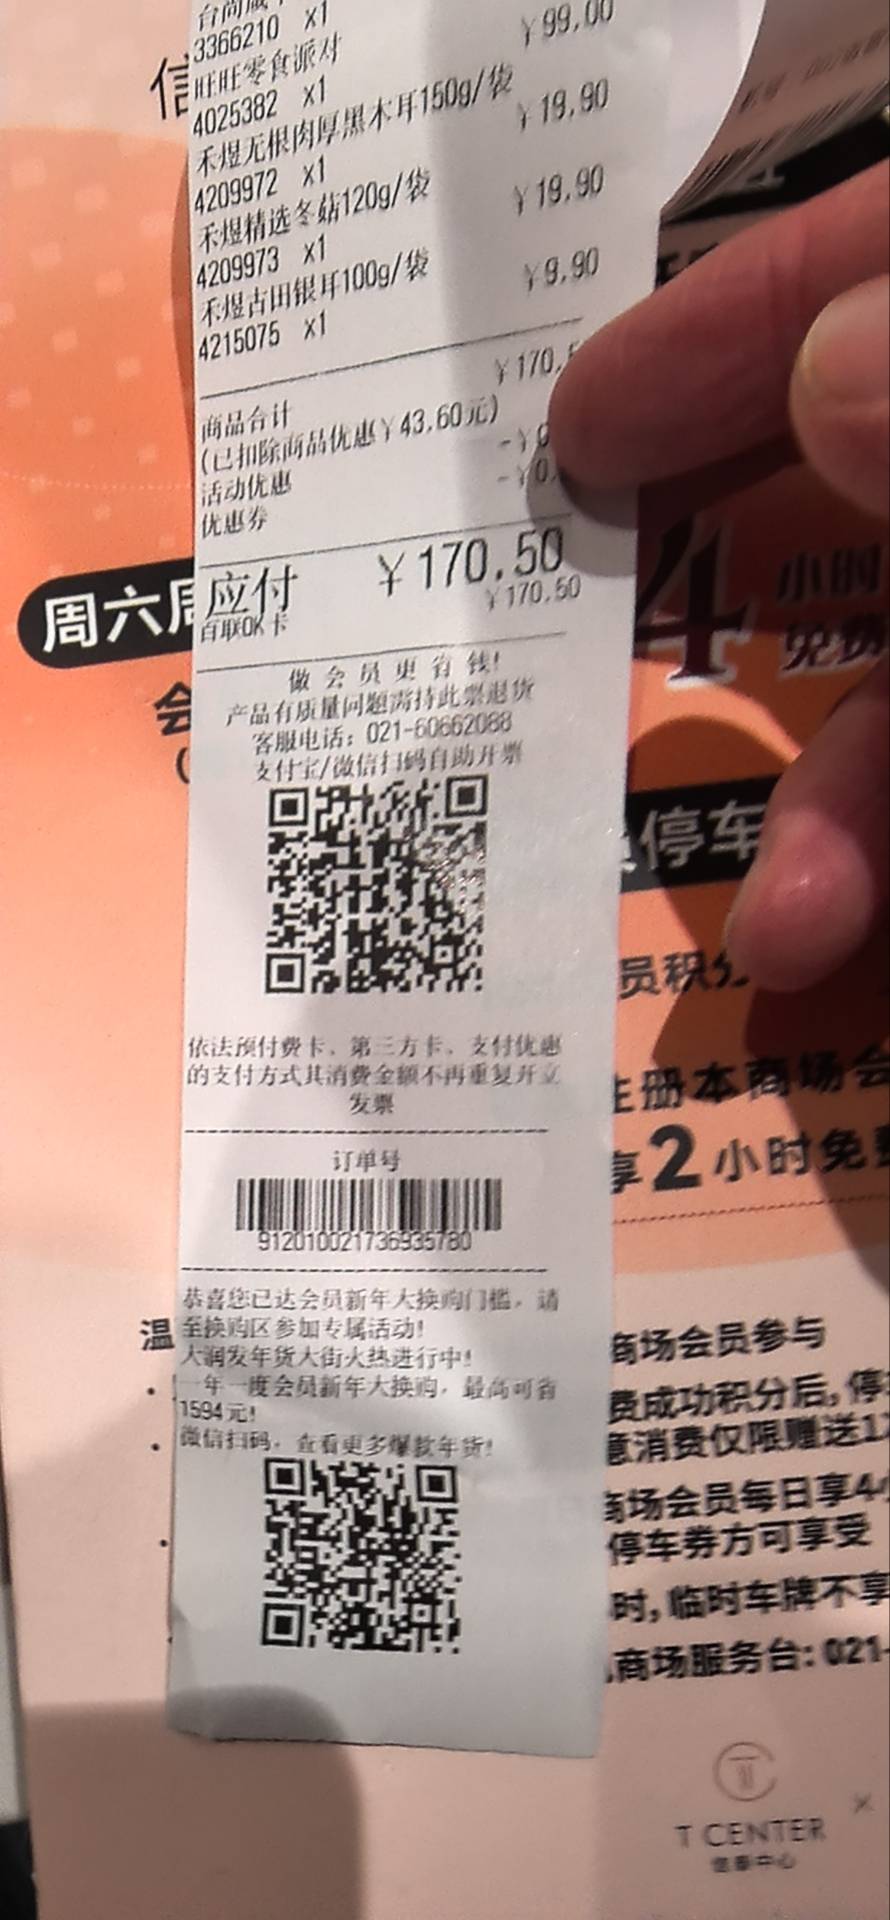 3366210 x1
¥99.00
旺旺零食派对
4025382 x1
¥19.90
禾煜无根肉厚黑木耳150g/袋
4209972 x1
¥19.90
禾煜精选冬菇120g/袋
4209973 x1
¥9.90
禾煜古田银耳100g/袋
4215075 x1
¥170.5
商品合计
(已扣除商品优惠¥43.60元)
活动优惠
-¥0
优惠券
-¥0.
应付 ¥170.50
百联OK卡 ¥170.50
做会员更省钱!
产品有质量问题需持此票退货
客服电话: 021-60662088
支付宝/微信扫码自助开票
依法预付费卡、第三方卡、支付优惠
的支付方式其消费金额不再重复开立
发票
订单号
912010021736935780
恭喜您已达会员新年大换购门槛，请
至换购区参加专属活动!
大润发年货大街火热进行中!
一年一度会员新年大换购，最高可省
1594元!
微信扫码，查看更多爆款年货!
信
周六
会
温
4小时
免费
停车
员积分
注册本商场会
享2小时免费
商场会员参与
费成功积分后, 停
意消费仅限赠送
商场会员每日享4
停车券方可享受
时, 临时车牌不享
商场服务台: 021-
T CENTER
信泰中心